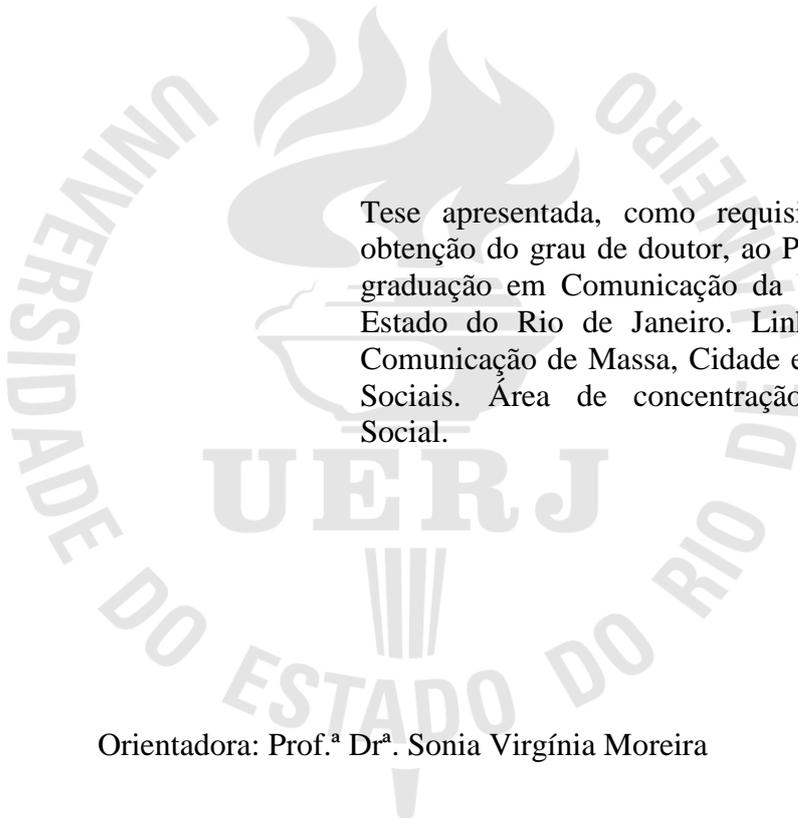 UNIVERSIDADE DO ESTADO DO RIO DE JANEIRO
Tese apresentada, como
obtenção do grau de doutor, ao
graduação em Comunicação da
Estado do Rio de Janeiro.
Comunicação de Massa, Cidade
Sociais. Área de concentração
Social.
UERJ
Orientadora: Prof.ª Drª. Sonia Virgínia Moreira